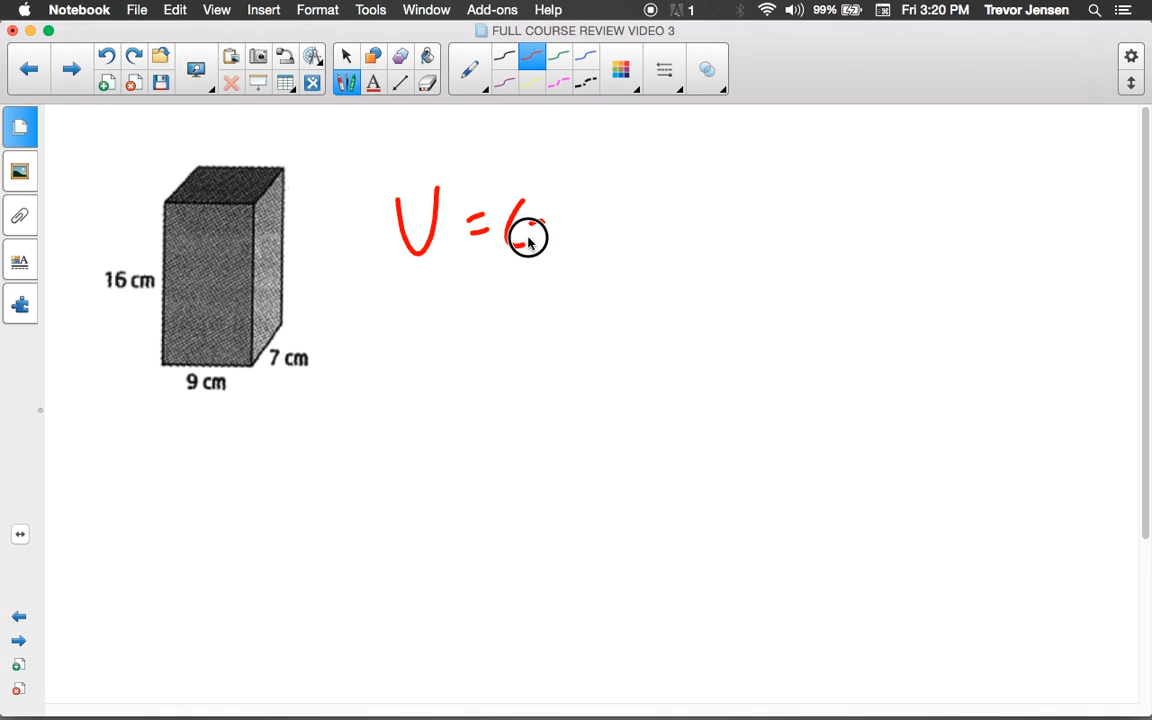 Notebook File Edit View Insert Format Tools Window Add-ons Help 1 99% Fri 3:20 PM Trevor Jensen
FULL COURSE REVIEW VIDEO 3
V =
16 cm
7 cm
9 cm